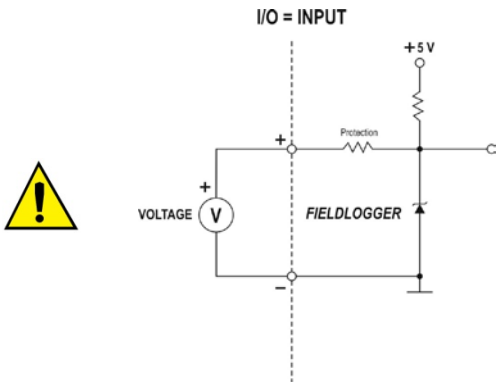 I/O = INPUT
+5 V
+
Protection
+
VOLTAGE
V
FIELDLOGGER
−